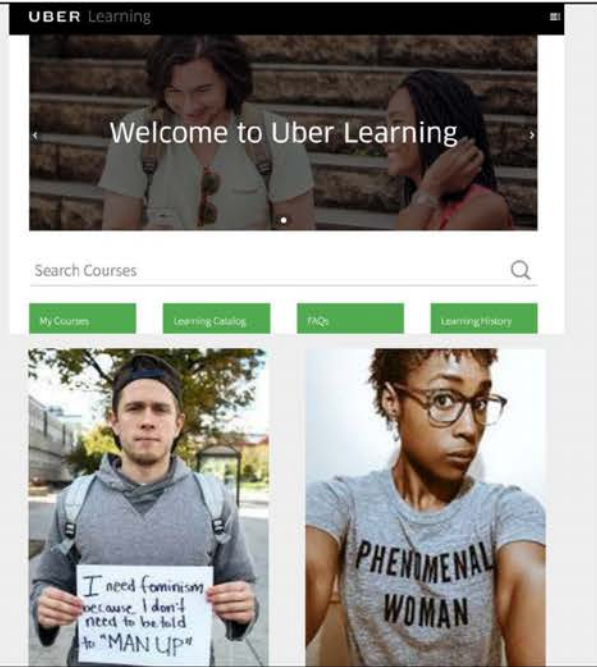 UBER Learning
Welcome to Uber Learning
Search Courses
My Courses
Learning Catalog
FAQs
Learning History
I need feminism
because I don't
need to be told
to "MAN UP"
PHENOMENAL
WOMAN